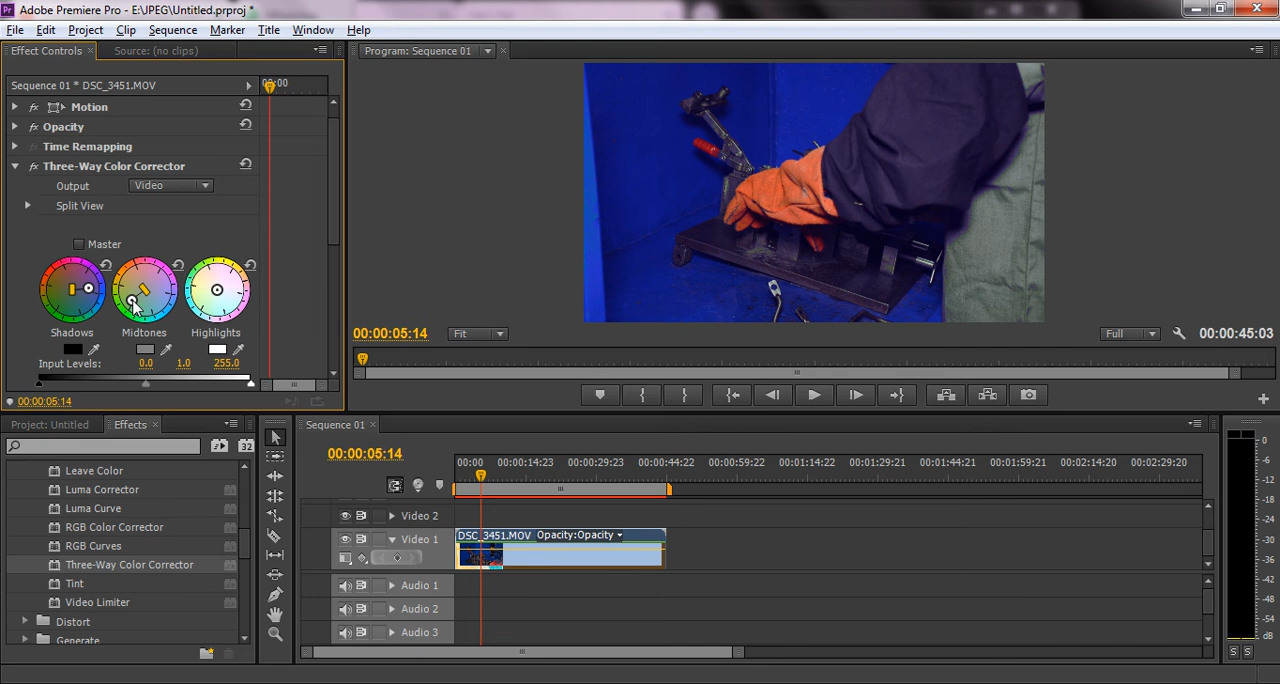 Adobe Premiere Pro - E:\JPEG\Untitled.prproj *
File Edit Project Clip Sequence Marker Title Window Help
Effect Controls × Source: (no clips) Program: Sequence 01 ×
Sequence 01 * DSC_3451.MOV 00:00
fx Motion
fx Opacity
Time Remapping
fx Three-Way Color Corrector
Output Video
Split View
Master
Shadows Midtones Highlights
Input Levels: 0.0 1.0 255.0
00:00:05:14 Fit Full 00:00:45:03
00:00:05:14
Project: Untitled Effects × Sequence 01 ×
32
00:00:05:14
00:00 00:00:14:23 00:00:29:23 00:00:44:22 00:00:59:22 00:01:14:22 00:01:29:21 00:01:44:21 00:01:59:21 00:02:14:20 00:02:29:20
Leave Color
Luma Corrector
Luma Curve
RGB Color Corrector
RGB Curves
Three-Way Color Corrector
Tint
Video Limiter
Distort
Generate
Video 2
Video 1
DSC_3451.MOV Opacity:Opacity
Audio 1
Audio 2
Audio 3
0
-6
-12
-18
-24
-30
-36
-42
-48
-54
dB
S S